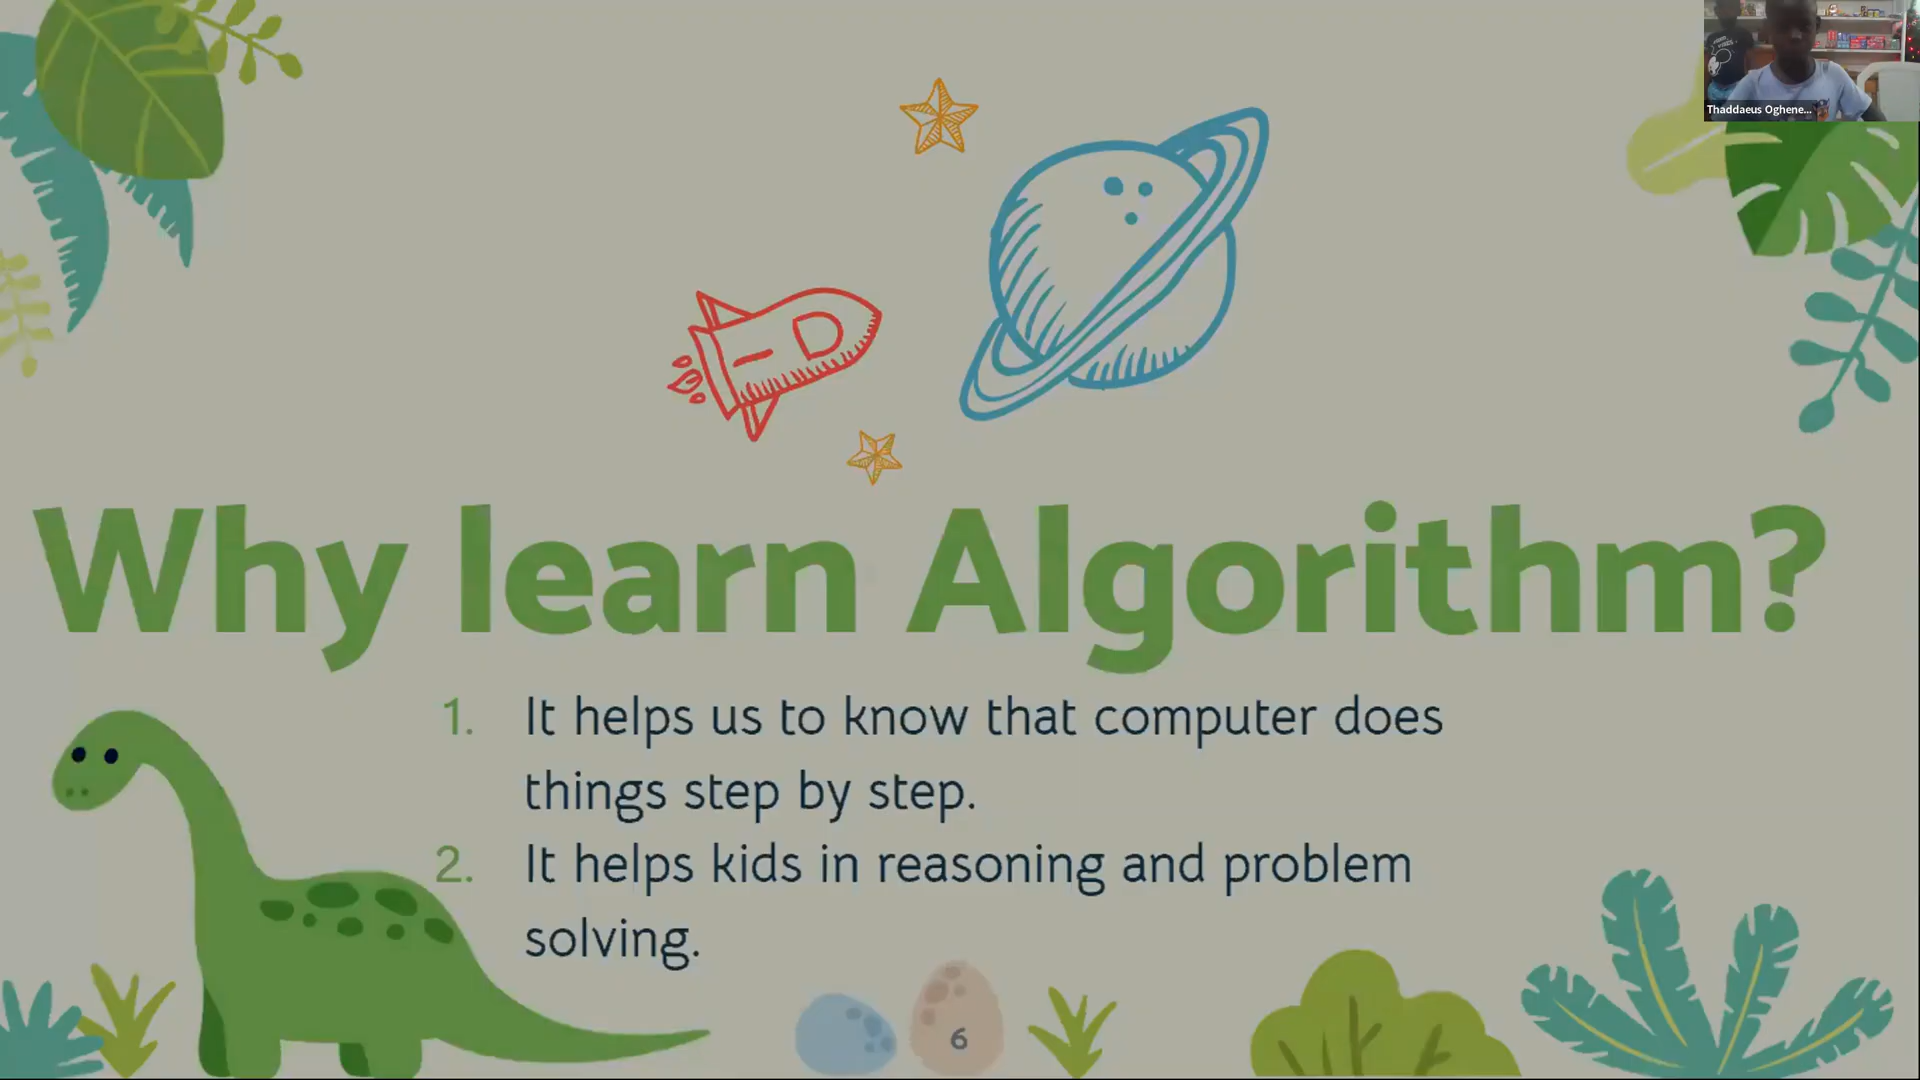 Thaddaeus Oghene...
Why learn Algorithm?
1. It helps us to know that computer does
things step by step.
2. It helps kids in reasoning and problem
solving.
6